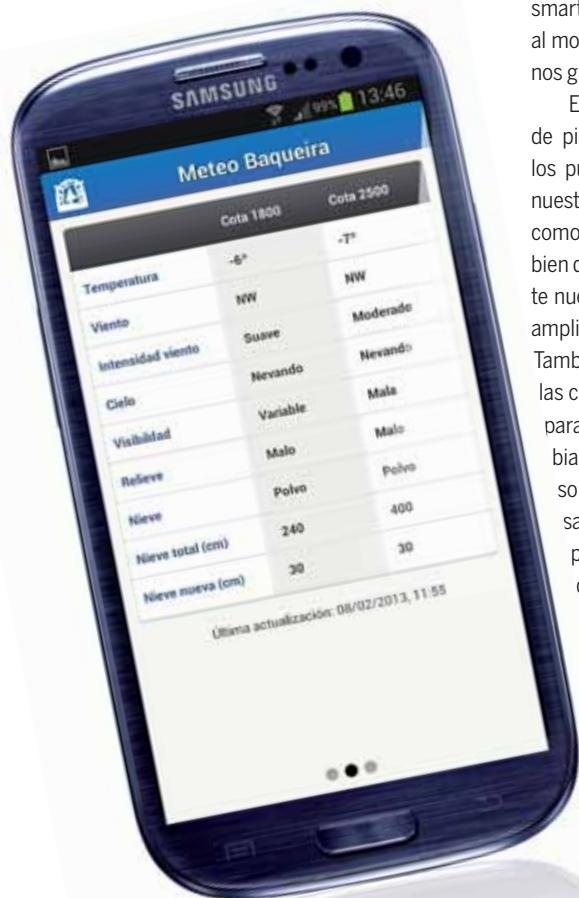 SAMSUNG
99% 13:46
Meteo Baqueira
Cota 1800 Cota 2500
Temperatura -6° -7°
Viento NW NW
Intensidad viento Suave Moderado
Cielo Nevando Nevando
Visibilidad Variable Mala
Relieve Malo Malo
Nieve Polvo Polvo
Nieve total (cm) 240 400
Nieve nueva (cm) 30 30
Última actualización: 08/02/2013, 11:55
smart
al mo
nos g
E
de pi
los pu
nuest
como
bien d
te nue
ampli
Tamb
las c
para
bia
so
sa
p